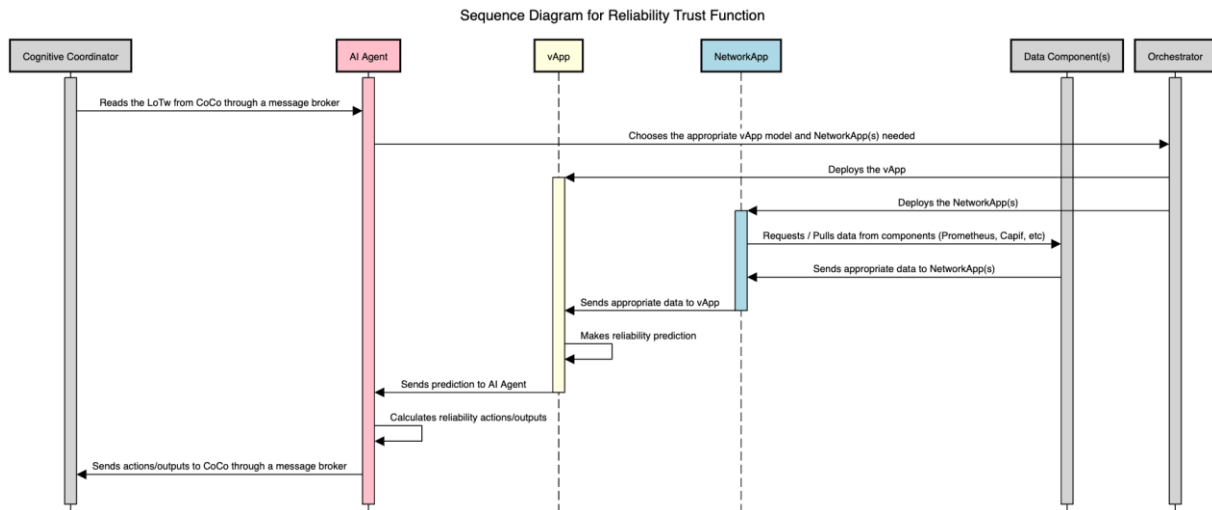 Sequence Diagram for Reliability Trust Function
Cognitive Coordinator
AI Agent
vApp
NetworkApp
Data Component(s)
Orchestrator
Reads the LoTw from CoCo through a message broker
Chooses the appropriate vApp model and NetworkApp(s) needed
Deploys the vApp
Deploys the NetworkApp(s)
Requests / Pulls data from components (Prometheus, Capif, etc)
Sends appropriate data to NetworkApp(s)
Sends appropriate data to vApp
Makes reliability prediction
Sends prediction to AI Agent
Calculates reliability actions/outputs
Sends actions/outputs to CoCo through a message broker